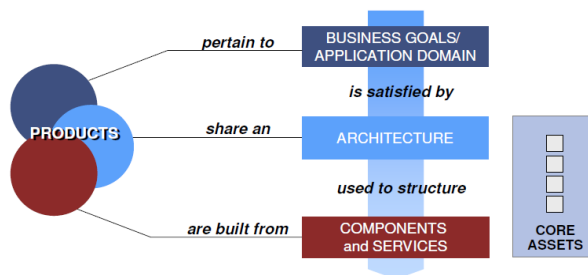 pertain to
BUSINESS GOALS/
APPLICATION DOMAIN
is satisfied by
PRODUCTS
share an
ARCHITECTURE
used to structure
are built from
COMPONENTS
and SERVICES
CORE
ASSETS